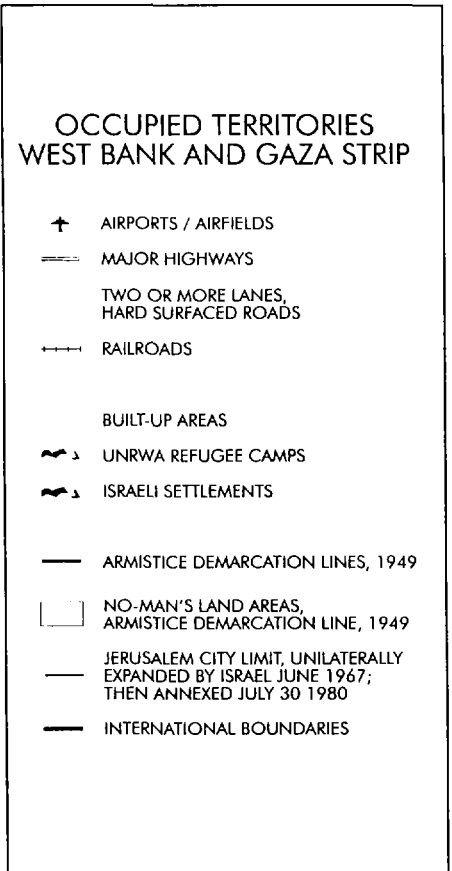 OCCUPIED TERRITORIES
WEST BANK AND GAZA STRIP
AIRPORTS / AIRFIELDS
MAJOR HIGHWAYS
TWO OR MORE LANES,
HARD SURFACED ROADS
RAILROADS
BUILT-UP AREAS
UNRWA REFUGEE CAMPS
ISRAELI SETTLEMENTS
ARMISTICE DEMARCATION LINES, 1949
NO-MAN'S LAND AREAS,
ARMISTICE DEMARCATION LINE, 1949
JERUSALEM CITY LIMIT, UNILATERALLY
EXPANDED BY ISRAEL JUNE 1967;
THEN ANNEXED JULY 30 1980
INTERNATIONAL BOUNDARIES